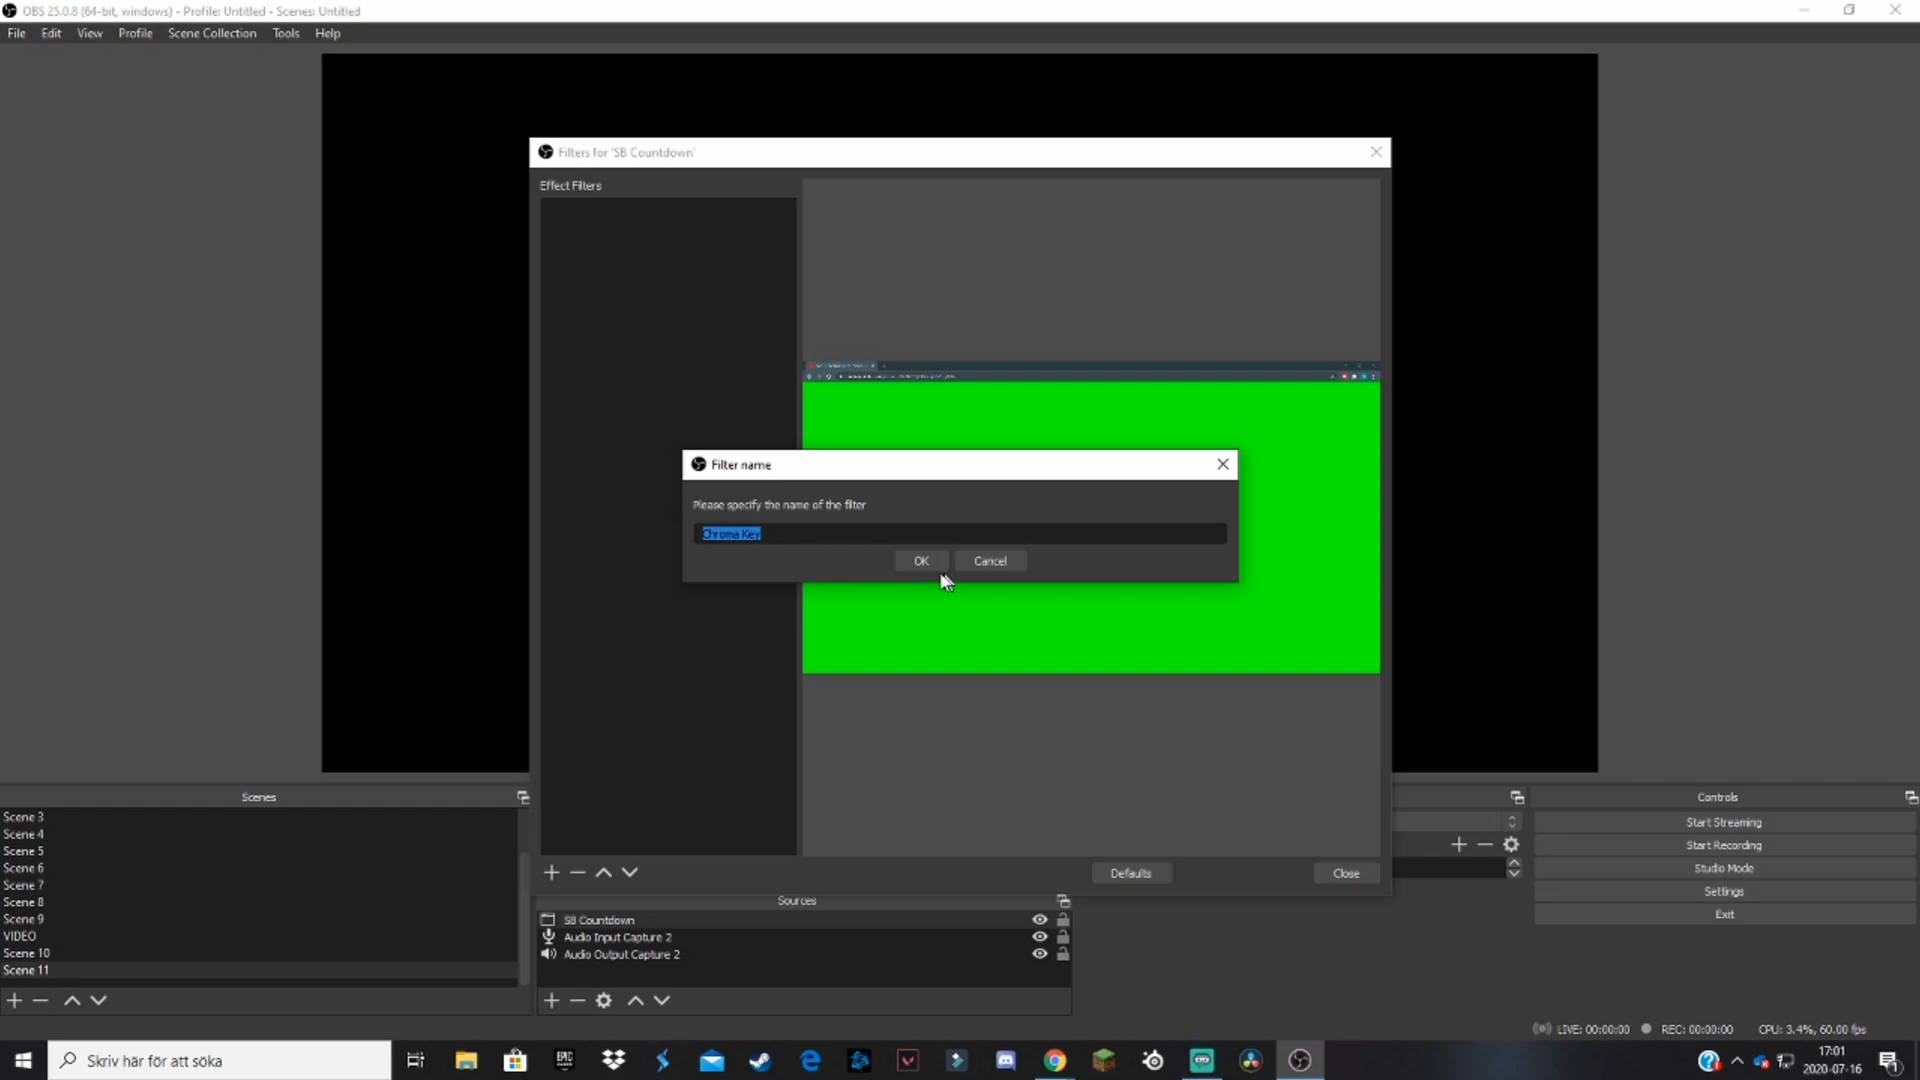 OBS 25.0.8 (64-bit, windows) - Profile: Untitled - Scenes: Untitled
File Edit View Profile Scene Collection Tools Help
Filters for 'SB Countdown'
Effect Filters
Filter name
Please specify the name of the filter
Chroma Key
OK Cancel
Defaults Close
Scenes
Scene 3
Scene 4
Scene 5
Scene 6
Scene 7
Scene 8
Scene 9
VIDEO
Scene 10
Scene 11
Sources
SB Countdown
Audio Input Capture 2
Audio Output Capture 2
Controls
Start Streaming
Start Recording
Studio Mode
Settings
Exit
LIVE: 00:00:00 REC: 00:00:00 CPU: 3.4%, 60.00 fps
Skriv här för att söka
EPIC
GAMES
17:01
2020-07-16
1